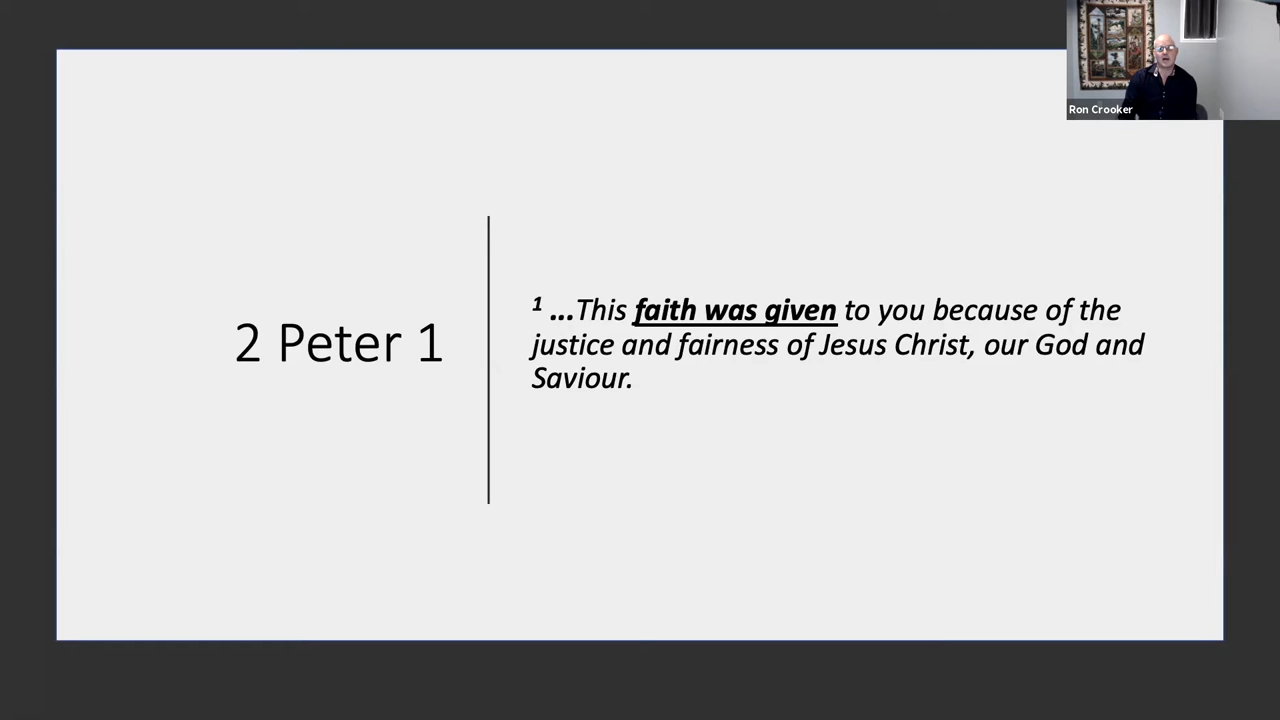 Ron Crooker
2 Peter 1
1 ...This faith was given to you because of the
justice and fairness of Jesus Christ, our God and
Saviour.